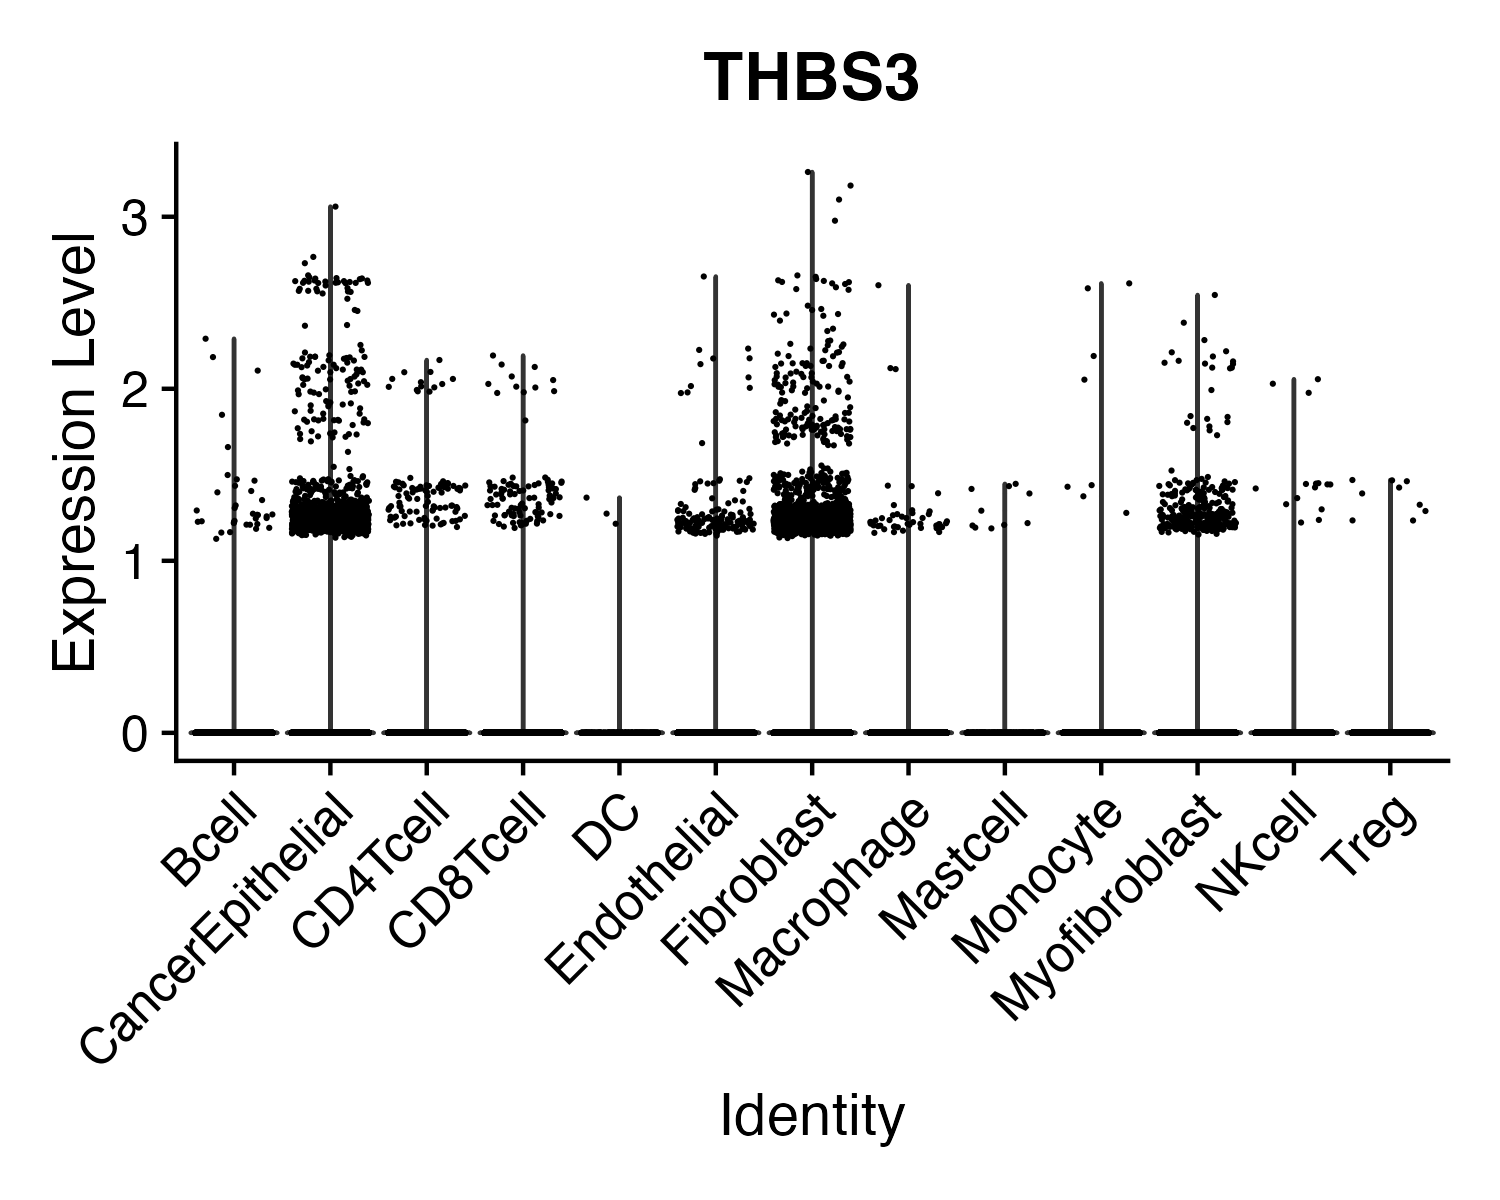 THBS3
Expression Level
3
2
1
0
Bcell
CancerEpithelial
CD4Tcell
CD8Tcell
DC
Endothelial
Fibroblast
Macrophage
Mastcell
Monocyte
Myofibroblast
NKcell
Treg
Identity